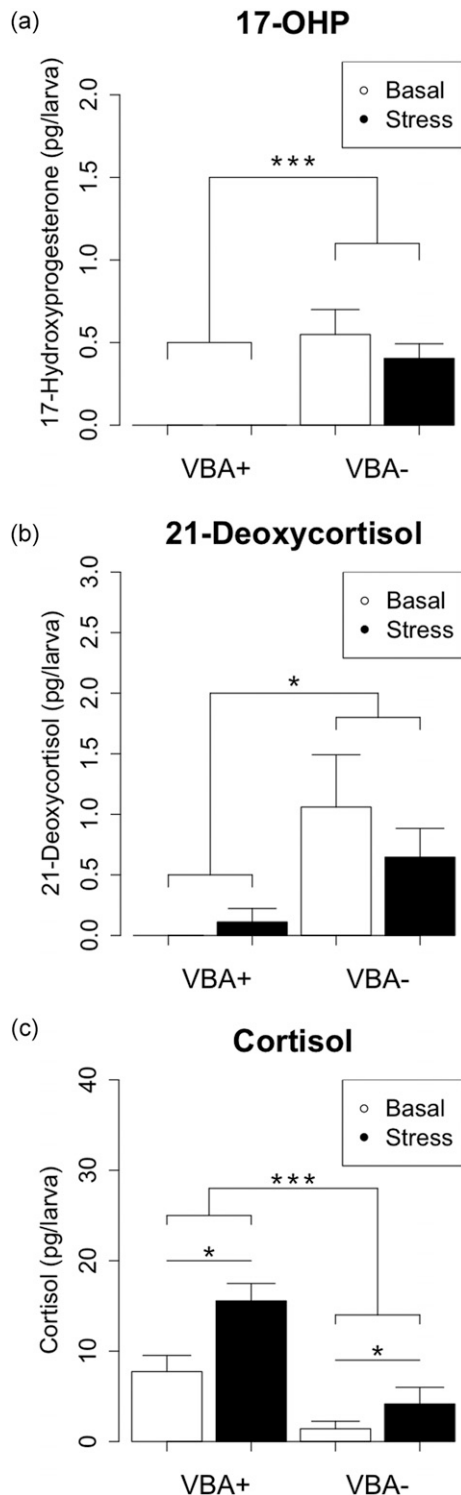 (a)
17-OHP
17-Hydroxyprogesterone (pg/larva)
2.0
1.5
1.0
0.5
0.0
Basal
Stress
***
VBA+ VBA-
(b)
21-Deoxycortisol
21-Deoxycortisol (pg/larva)
3.0
2.5
2.0
1.5
1.0
0.5
0.0
Basal
Stress
*
VBA+ VBA-
(c)
Cortisol
Cortisol (pg/larva)
40
30
20
10
0
Basal
Stress
***
*
*
VBA+ VBA-